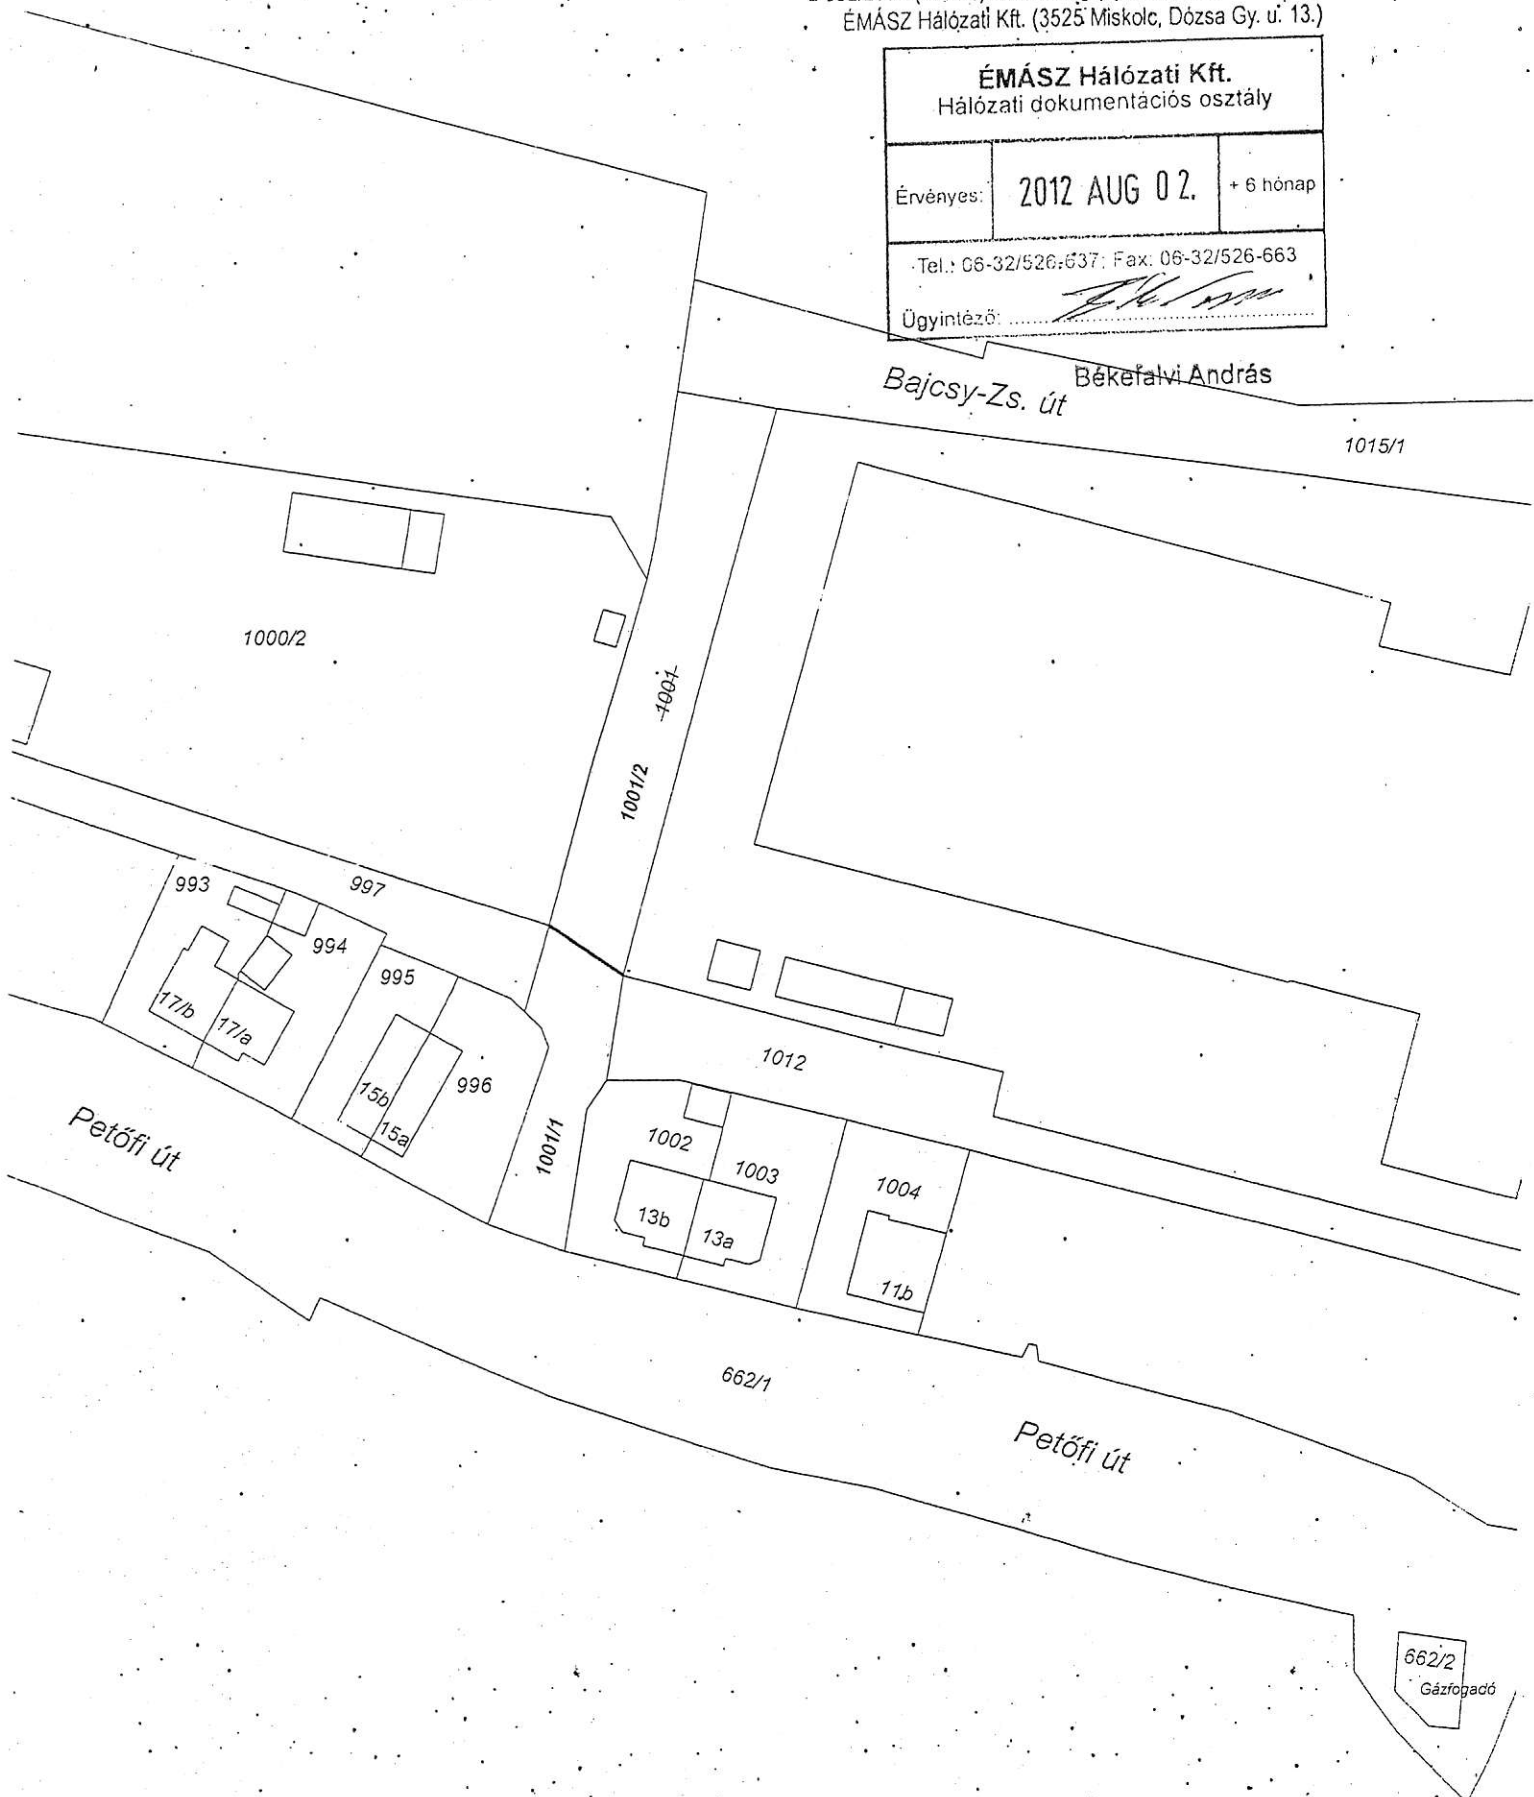 ÉMÁSZ Hálózati Kft. (3525 Miskolc, Dózsa Gy. u. 13.)
ÉMÁSZ Hálózati Kft.
Hálózati dokumentációs osztály
Érvényes:
2012 AUG 02.
+ 6 hónap
Tel.: 06-32/526-637; Fax: 06-32/526-663
Ügyintéző:
Békefalvi András
Bajcsy-Zs. út
1015/1
1000/2
1001
1001/2
993
997
994
995
17/b
17/a
996
15b
15a
1012
Petőfi út
1001/1
1002
1003
1004
13b
13a
11b
662/1
Petőfi út
662/2
Gázfogadó